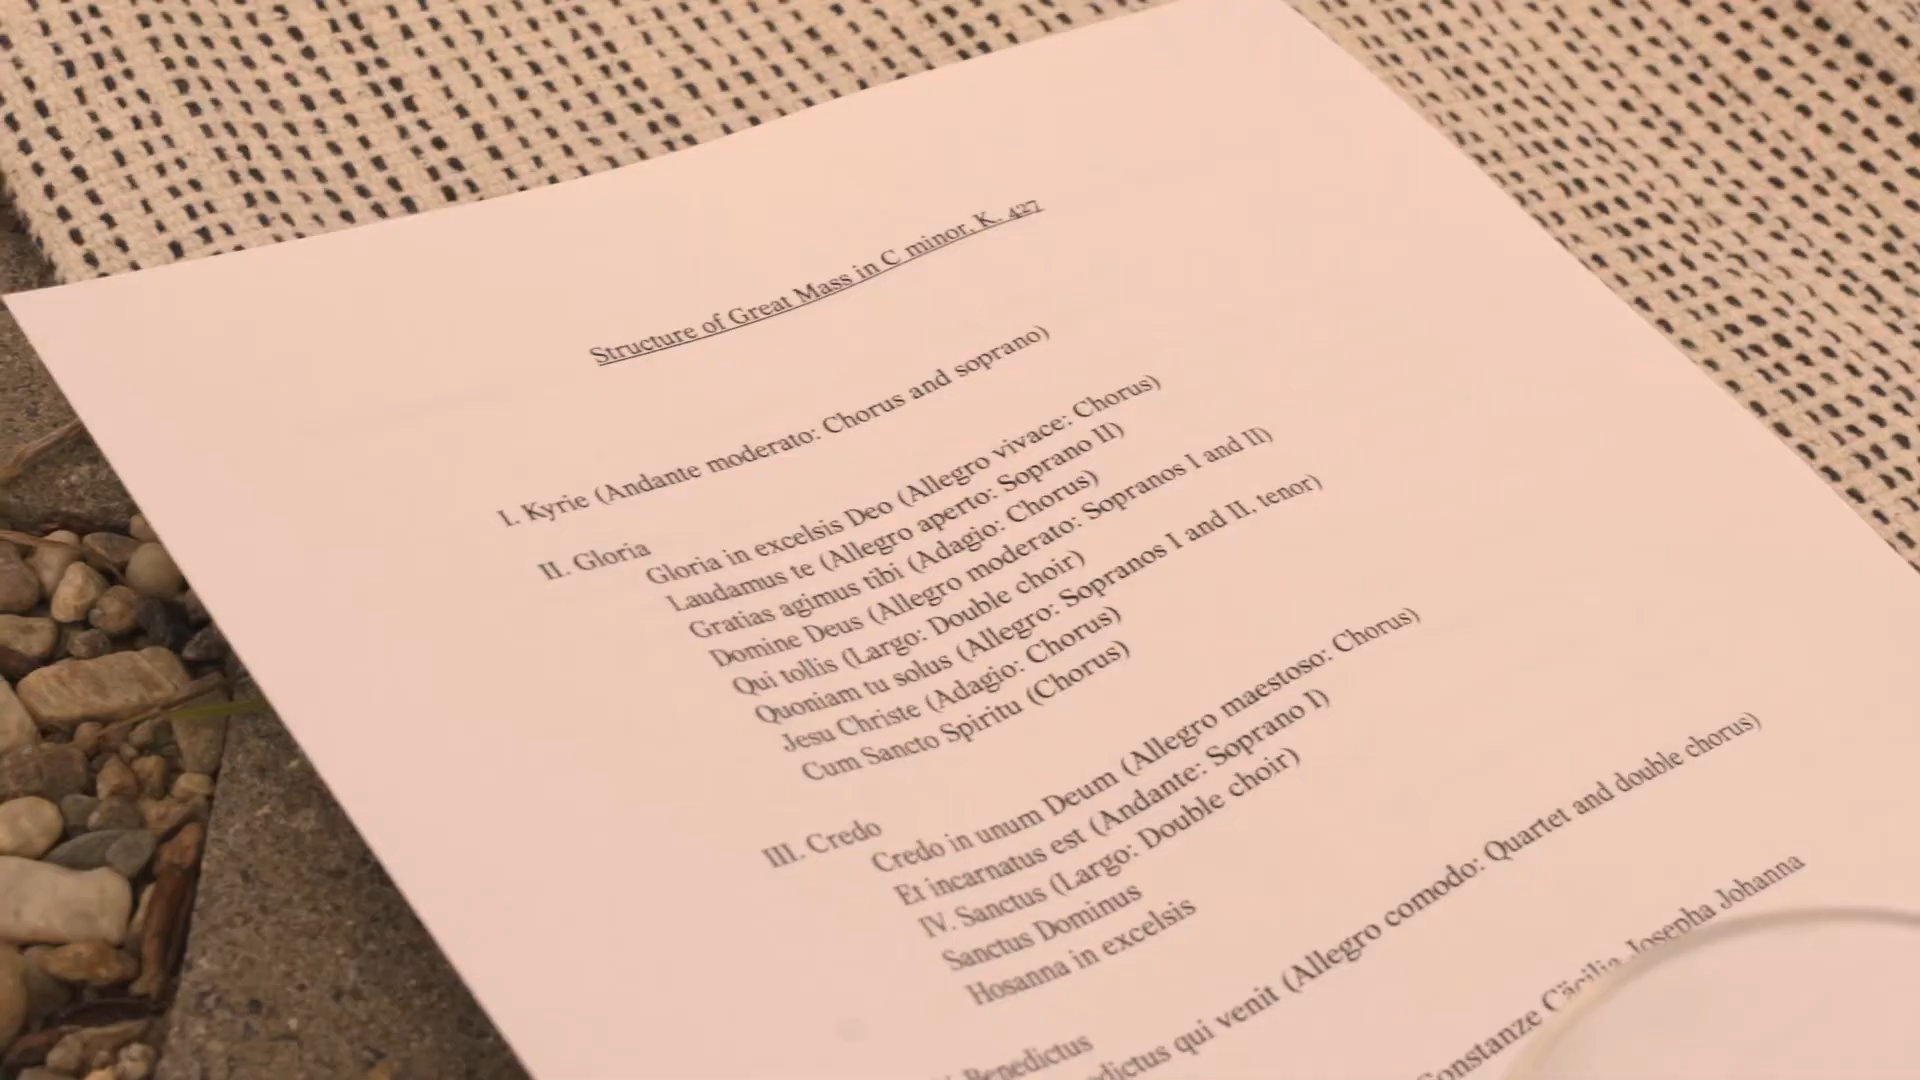 Structure of Great Mass in C minor, K. 427
I. Kyrie (Andante moderato: Chorus and soprano)
II. Gloria
Gloria in excelsis Deo (Allegro vivace: Chorus)
Laudamus te (Allegro aperto: Soprano II)
Gratias agimus tibi (Adagio: Chorus)
Domine Deus (Allegro moderato: Sopranos I and II)
Qui tollis (Largo: Double choir)
Quoniam tu solus (Allegro: Sopranos I and II, tenor)
Jesu Christe (Adagio: Chorus)
Cum Sancto Spiritu (Chorus)
III. Credo
Credo in unum Deum (Allegro maestoso: Chorus)
Et incarnatus est (Andante: Soprano I)
IV. Sanctus (Largo: Double choir)
Sanctus Dominus
Hosanna in excelsis
Benedictus
qui venit (Allegro comodo: Quartet and double chorus)
Constanze Cäcilia Josepha Johanna